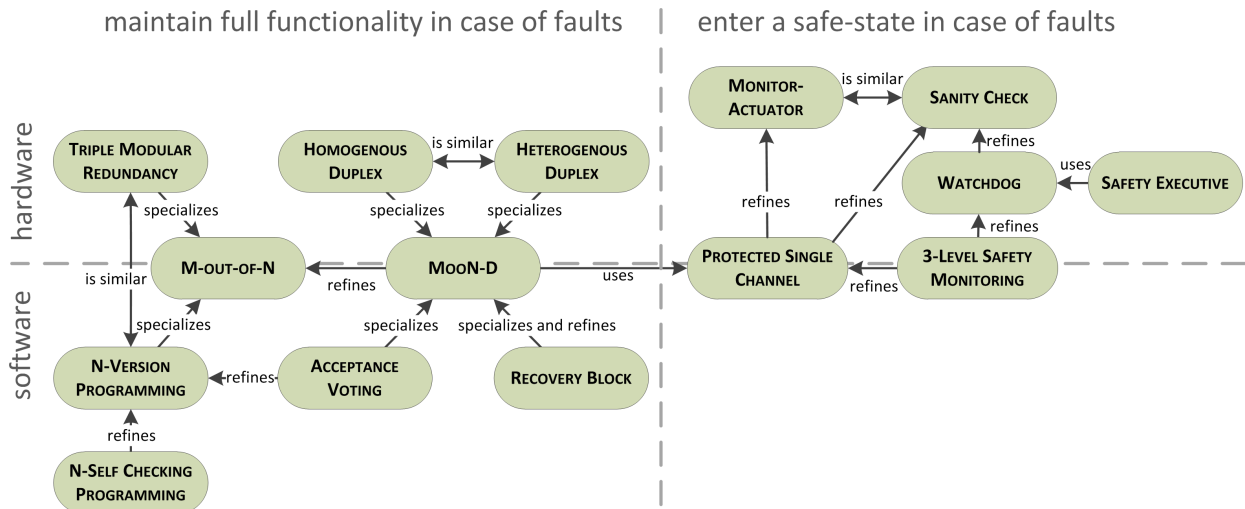 maintain full functionality in case of faults
enter a safe-state in case of faults
hardware
software
MONITOR-
ACTUATOR
is similar
SANITY CHECK
TRIPLE MODULAR
REDUNDANCY
HOMOGENOUS
DUPLEX
is similar
HETEROGENOUS
DUPLEX
refines
WATCHDOG
uses
SAFETY EXECUTIVE
specializes
specializes
specializes
refines
refines
refines
M-OUT-OF-N
refines
MOON-D
uses
PROTECTED SINGLE
CHANNEL
refines
3-LEVEL SAFETY
MONITORING
is similar
specializes
specializes
specializes and refines
N-VERSION
PROGRAMMING
refines
ACCEPTANCE
VOTING
RECOVERY BLOCK
refines
N-SELF CHECKING
PROGRAMMING